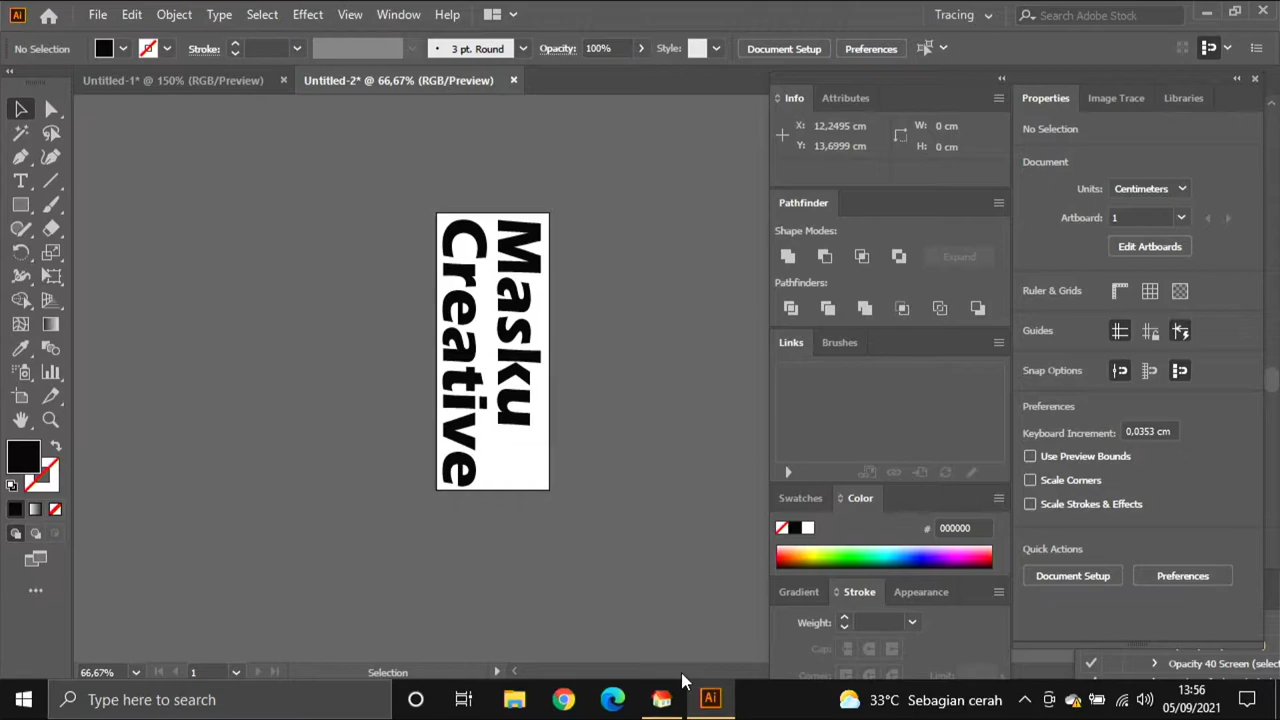 Ai
File Edit Object Type Select Effect View Window Help
Tracing
Search Adobe Stock
No Selection
Stroke:
3 pt. Round
Opacity: 100%
Style:
Document Setup
Preferences
Untitled-1* @ 150% (RGB/Preview)
Untitled-2* @ 66,67% (RGB/Preview)
Masku
Creative
Info
Attributes
X: 12,2495 cm
Y: 13,6999 cm
W: 0 cm
H: 0 cm
Pathfinder
Shape Modes:
Expand
Pathfinders:
Links
Brushes
Swatches
Color
# 000000
Gradient
Stroke
Appearance
Weight:
Cap:
Corner:
Limit:
Properties
Image Trace
Libraries
No Selection
Document
Units: Centimeters
Artboard: 1
Edit Artboards
Ruler & Grids
Guides
Snap Options
Preferences
Keyboard Increment: 0,0353 cm
Use Preview Bounds
Scale Corners
Scale Strokes & Effects
Quick Actions
Document Setup
Preferences
Opacity 40 Screen (selec
66,67%
1
Selection
Type here to search
Ai
33°C Sebagian cerah
13:56
05/09/2021